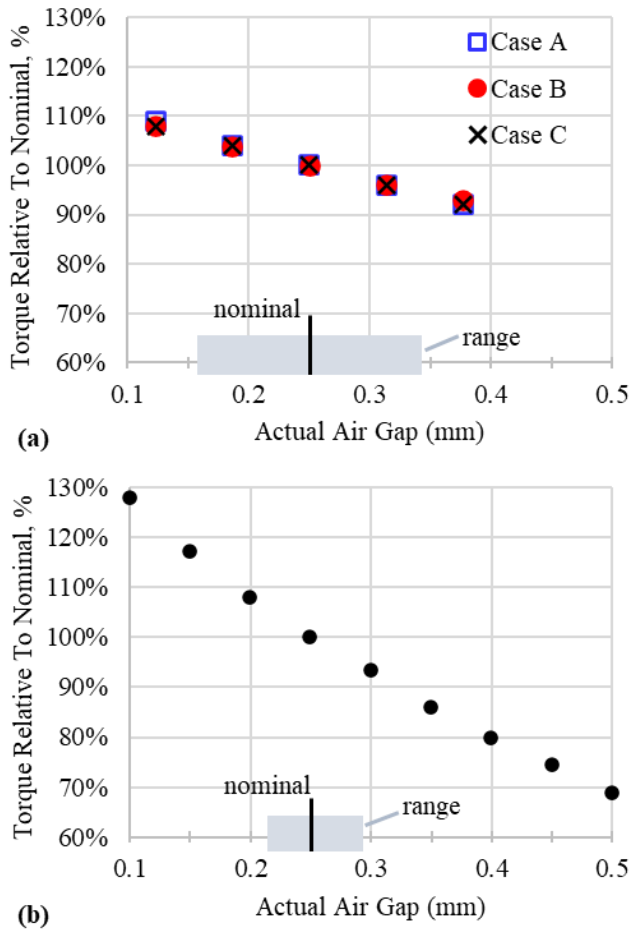 Torque Relative To Nominal, %
130%
120%
110%
100%
90%
80%
70%
60%
Case A
Case B
Case C
nominal
range
0.1 0.2 0.3 0.4 0.5
Actual Air Gap (mm)
(a)
Torque Relative To Nominal, %
130%
120%
110%
100%
90%
80%
70%
60%
nominal
range
0.1 0.2 0.3 0.4 0.5
Actual Air Gap (mm)
(b)